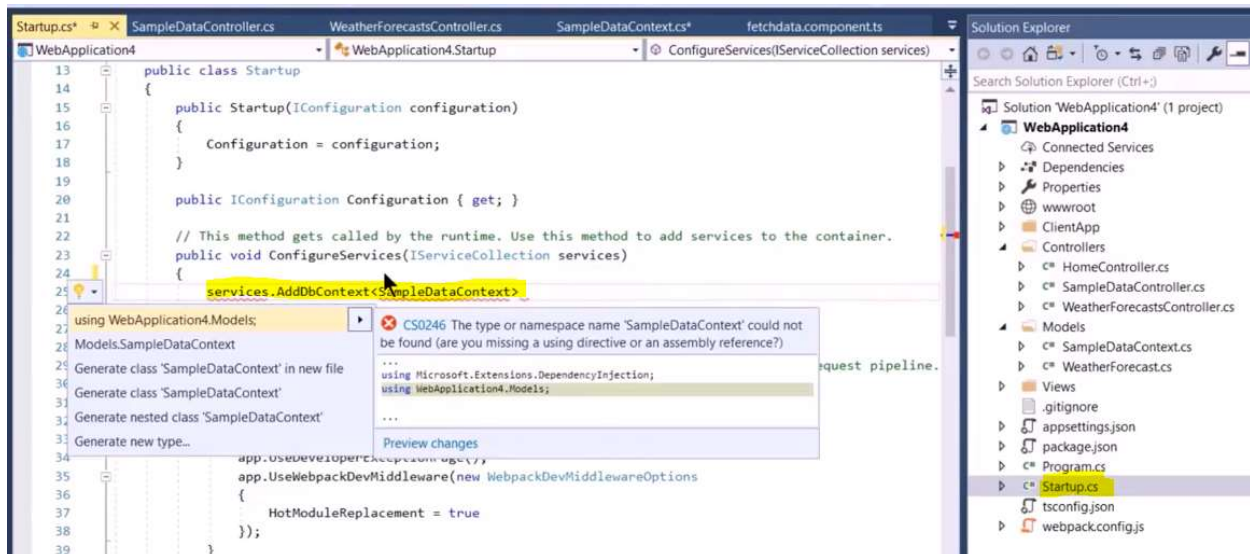 Startup.cs*
SampleDataController.cs
WeatherForecastsController.cs
SampleDataContext.cs*
fetchdata.component.ts
WebApplication4
WebApplication4.Startup
ConfigureServices(IServiceCollection services)
13 public class Startup
14 {
15 public Startup(IConfiguration configuration)
16 {
17 Configuration = configuration;
18 }
19
20 public IConfiguration Configuration { get; }
21
22 // This method gets called by the runtime. Use this method to add services to the container.
23 public void ConfigureServices(IServiceCollection services)
24 {
25 services.AddDbContext<SampleDataContext>
using WebApplication4.Models;
Models.SampleDataContext
Generate class 'SampleDataContext' in new file
Generate class 'SampleDataContext'
Generate nested class 'SampleDataContext'
Generate new type...
CS0246 The type or namespace name 'SampleDataContext' could not
be found (are you missing a using directive or an assembly reference?)
...
using Microsoft.Extensions.DependencyInjection;
using WebApplication4.Models;
...
Preview changes
equest pipeline.
34 app.UseDeveloperExceptionPage();
35 app.UseWebpackDevMiddleware(new WebpackDevMiddlewareOptions
36 {
37 HotModuleReplacement = true
38 });
39 }
Solution Explorer
Search Solution Explorer (Ctrl+;)
Solution 'WebApplication4' (1 project)
WebApplication4
Connected Services
Dependencies
Properties
wwwroot
ClientApp
Controllers
C# HomeController.cs
C# SampleDataController.cs
C# WeatherForecastsController.cs
Models
C# SampleDataContext.cs
C# WeatherForecast.cs
Views
.gitignore
appsettings.json
package.json
C# Program.cs
C# Startup.cs
tsconfig.json
webpack.config.js